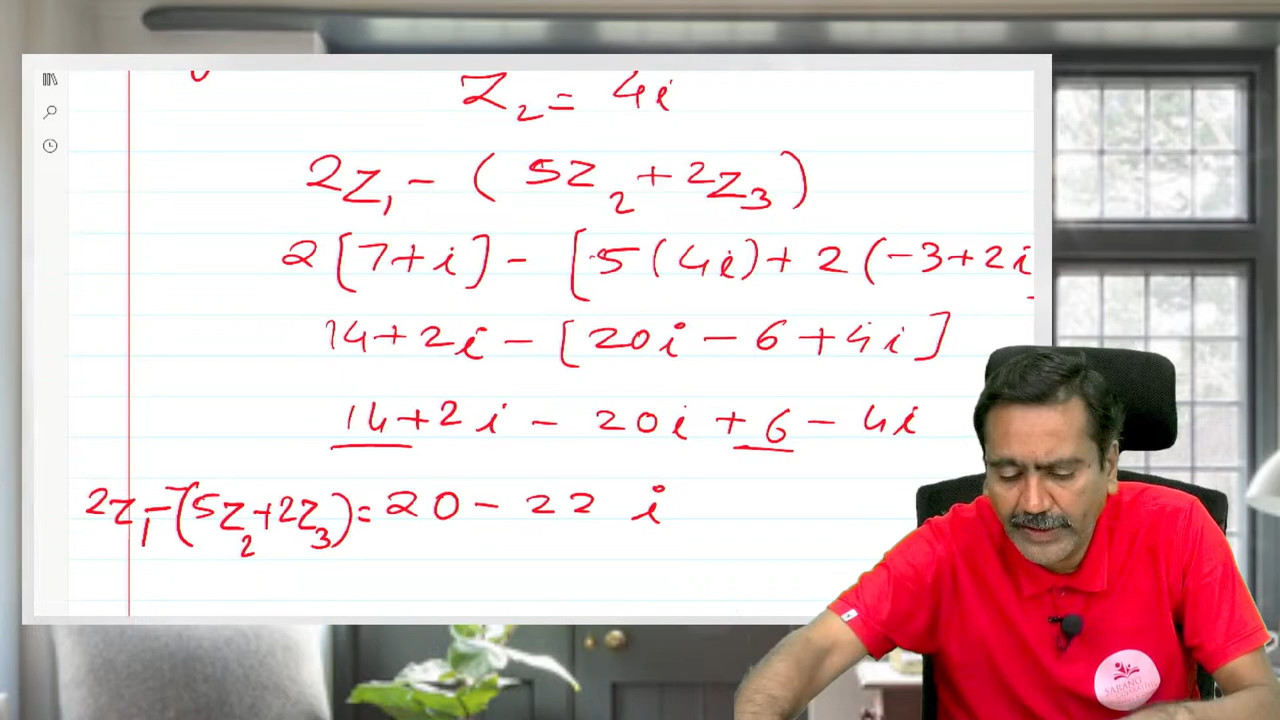 Z₂ = 4i
2Z₁ - ( 5Z₂ + 2Z₃ )
2 [7+i] - [ 5(4i) + 2(-3+2i
14+2i - [20i - 6 + 4i]
14+2i - 20i + 6 - 4i
2Z₁-(5Z₂+2Z₃) = 20 - 22 i
SABANG